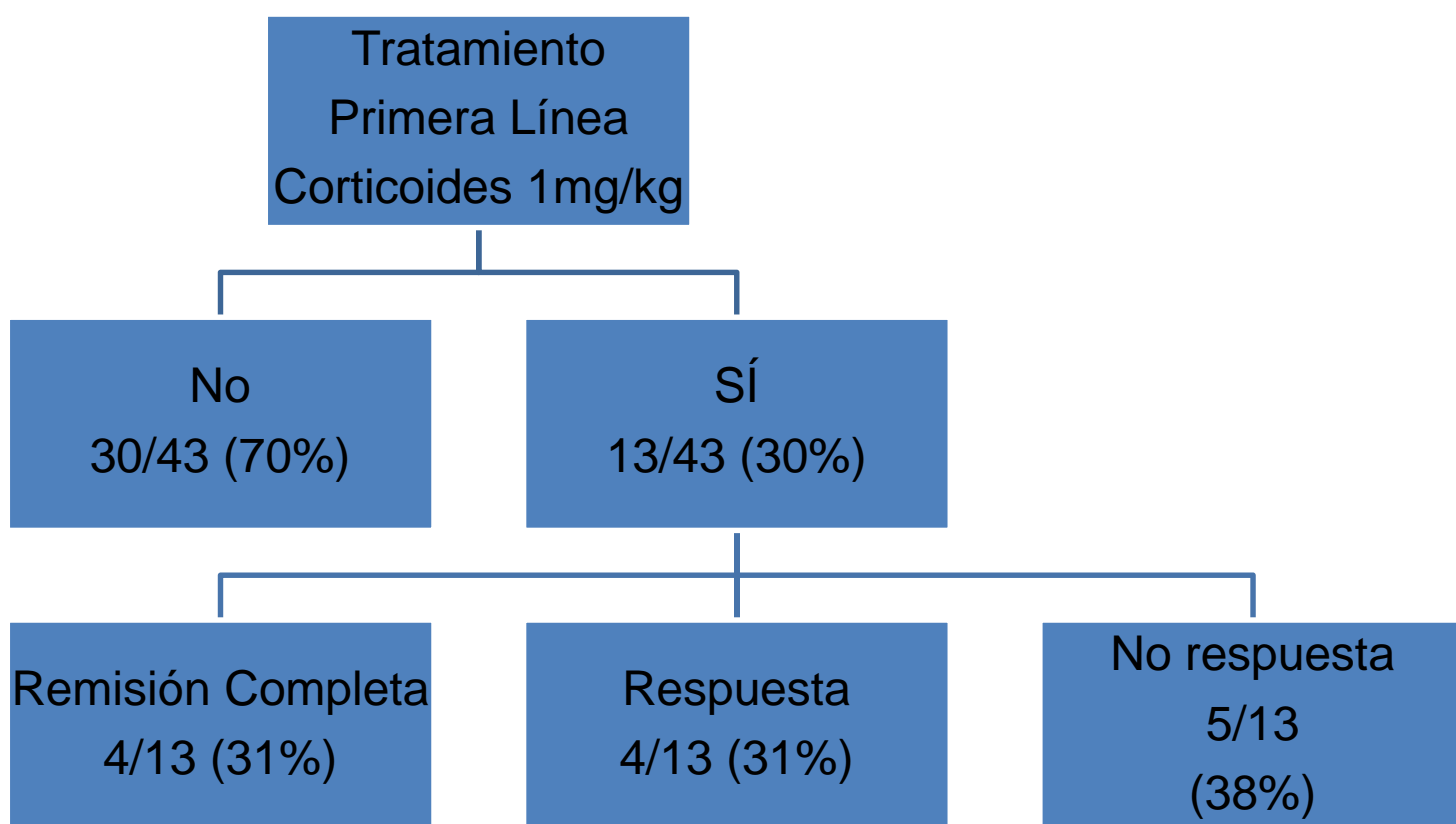 Tratamiento
Primera Línea
Corticoides 1mg/kg
No
30/43 (70%)
SÍ
13/43 (30%)
Remisión Completa
4/13 (31%)
Respuesta
4/13 (31%)
No respuesta
5/13
(38%)